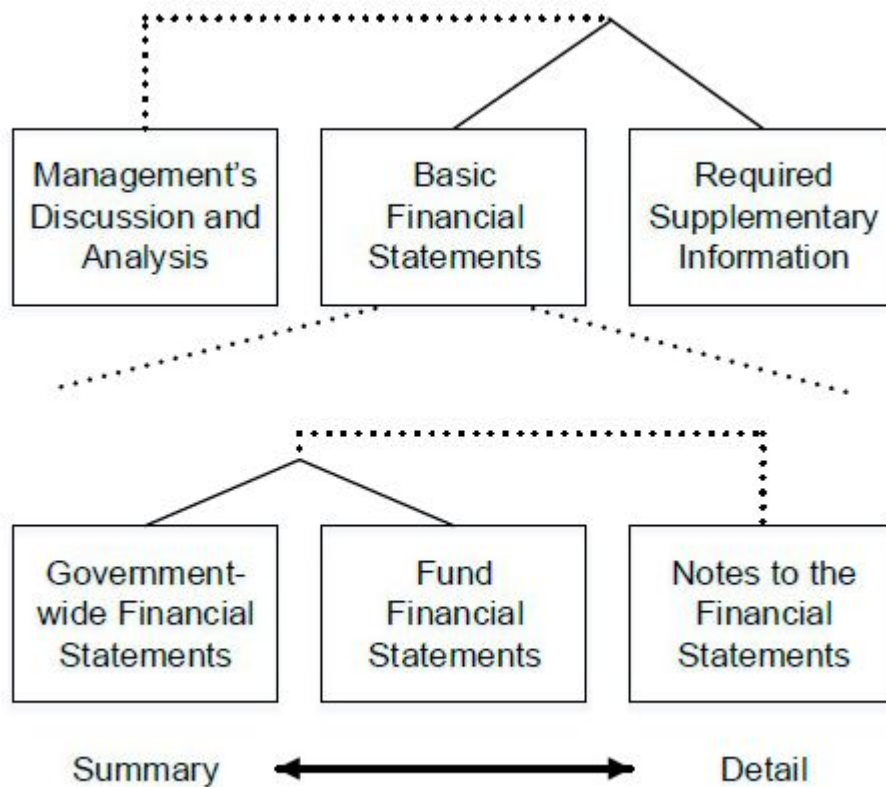 Management's
Discussion and
Analysis
Basic
Financial
Statements
Required
Supplementary
Information
Government-
wide Financial
Statements
Fund
Financial
Statements
Notes to the
Financial
Statements
Summary
Detail